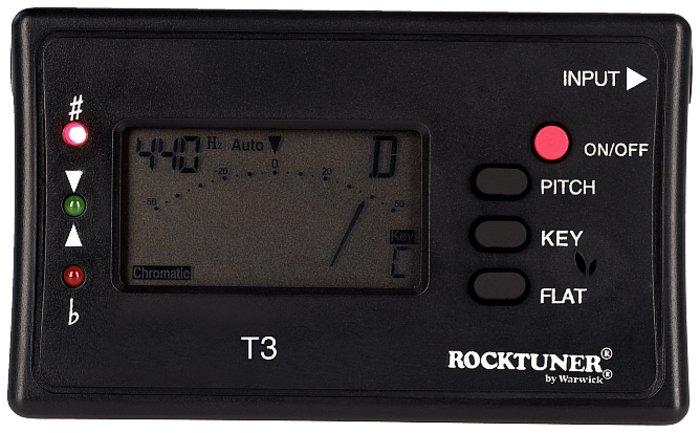 INPUT
#
440 Hz Auto D
ON/OFF
-20 0 20
50 50
PITCH
Key
KEY
C
Chromatic
FLAT
♭
T3
ROCKTUNER®
by Warwick®